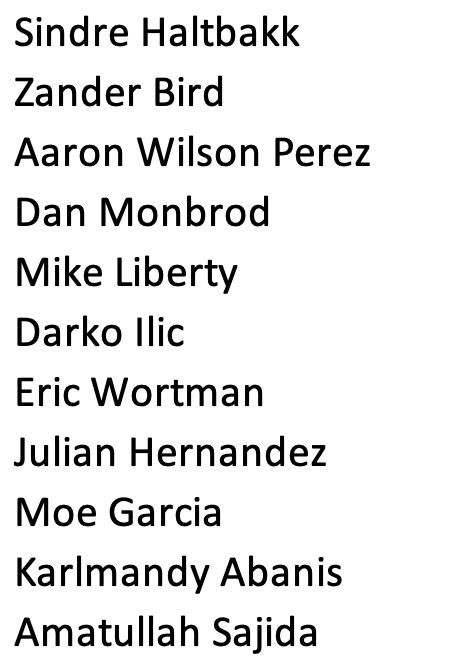 Sindre Haltbakk
Zander Bird
Aaron Wilson Perez
Dan Monbrod
Mike Liberty
Darko Ilic
Eric Wortman
Julian Hernandez
Moe Garcia
Karlmandy Abanis
Amatullah Sajida